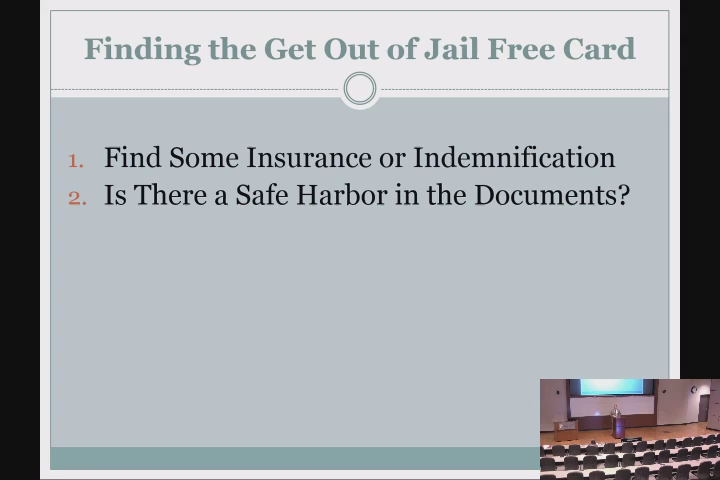 Finding the Get Out of Jail Free Card
1. Find Some Insurance or Indemnification
2. Is There a Safe Harbor in the Documents?